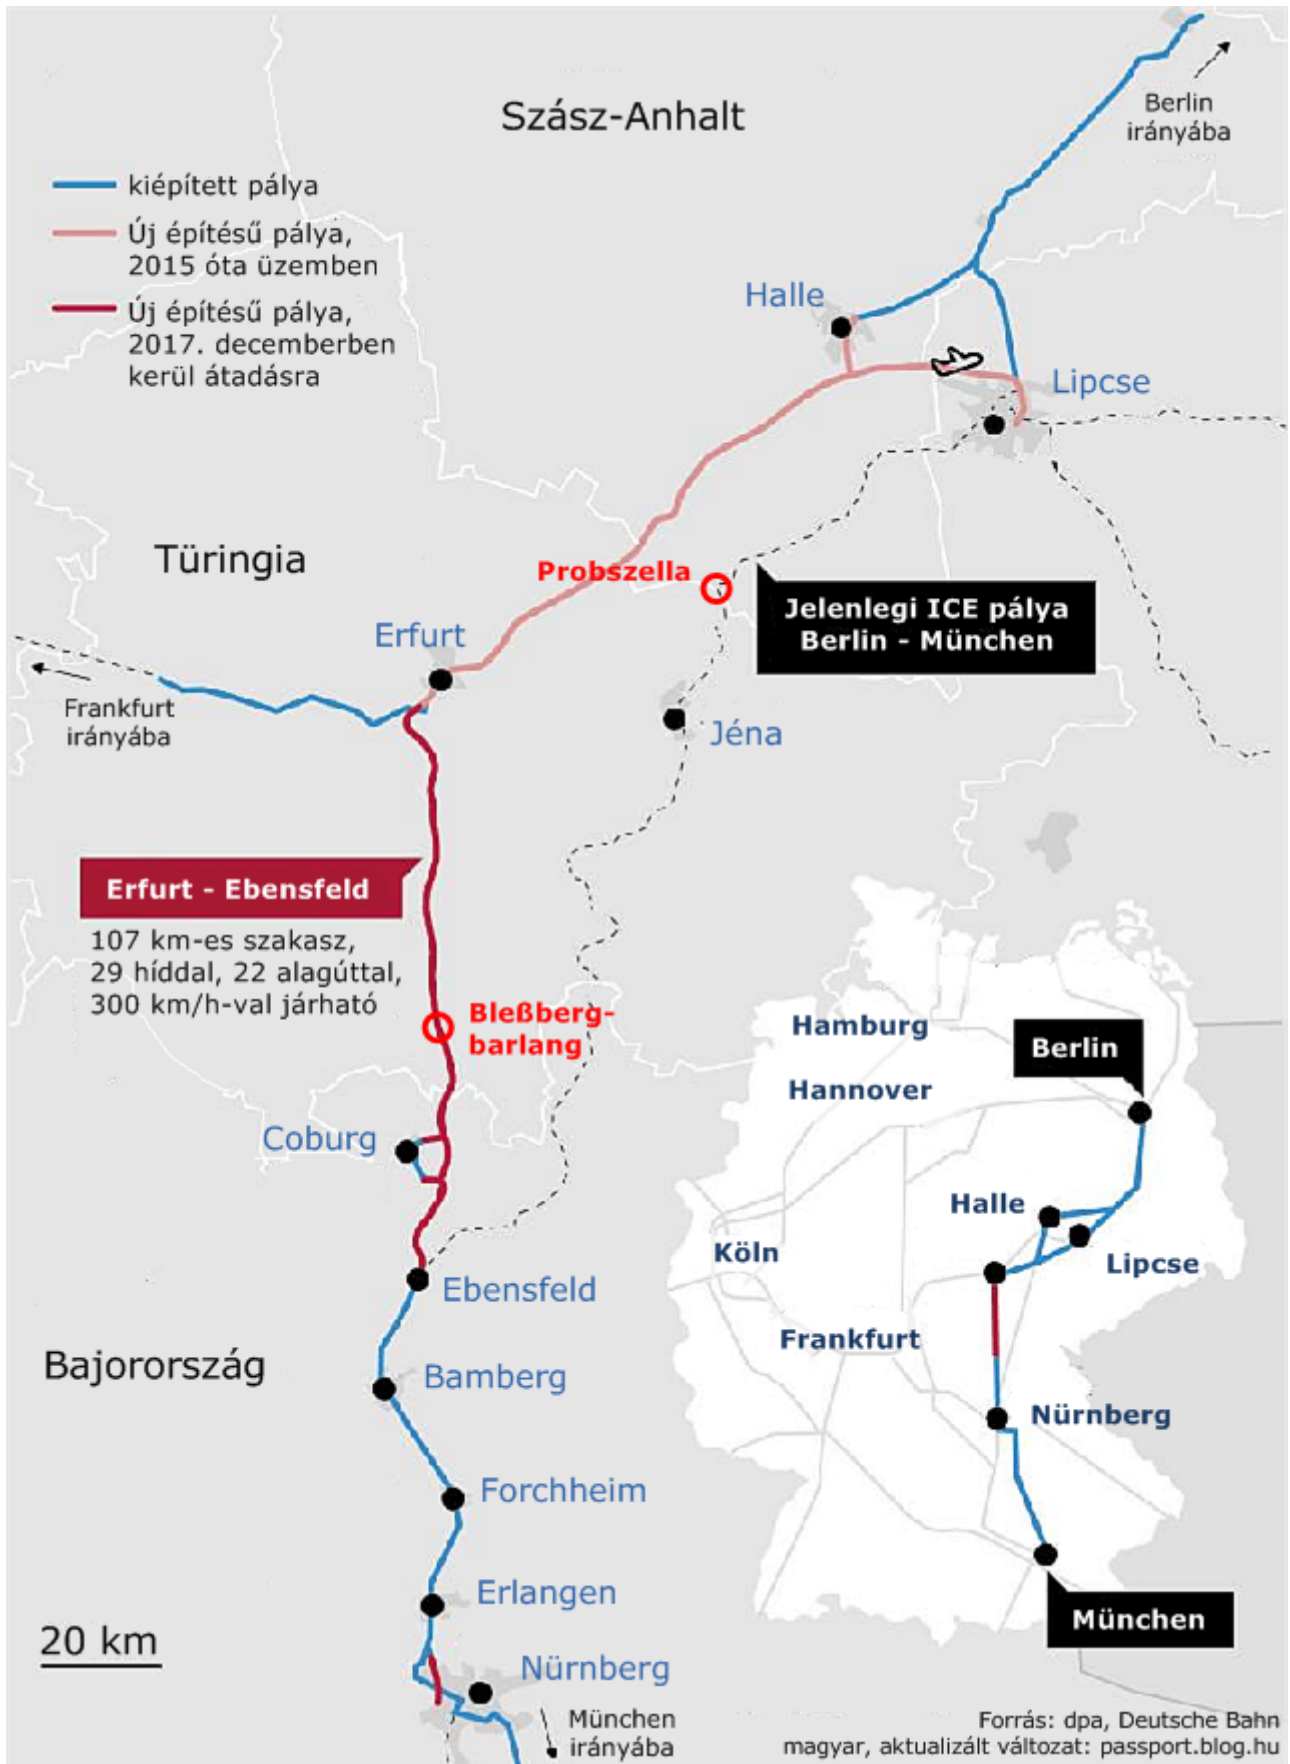 Szász-Anhalt
Berlin
irányába
kiépített pálya
Új építésű pálya,
2015 óta üzemben
Új építésű pálya,
2017. decemberben
kerül átadásra
Halle
Lipcse
Türingia
Probszella
Jelenlegi ICE pálya
Berlin - München
Erfurt
Frankfurt
irányába
Jéna
Erfurt - Ebensfeld
107 km-es szakasz,
29 híddal, 22 alagúttal,
300 km/h-val járható
Bleßberg-
barlang
Coburg
Ebensfeld
Bajorország
Bamberg
Forchheim
Erlangen
20 km
Nürnberg
München
irányába
Hamburg
Berlin
Hannover
Halle
Köln
Lipcse
Frankfurt
Nürnberg
München
Forrás: dpa, Deutsche Bahn
magyar, aktualizált változat: passport.blog.hu